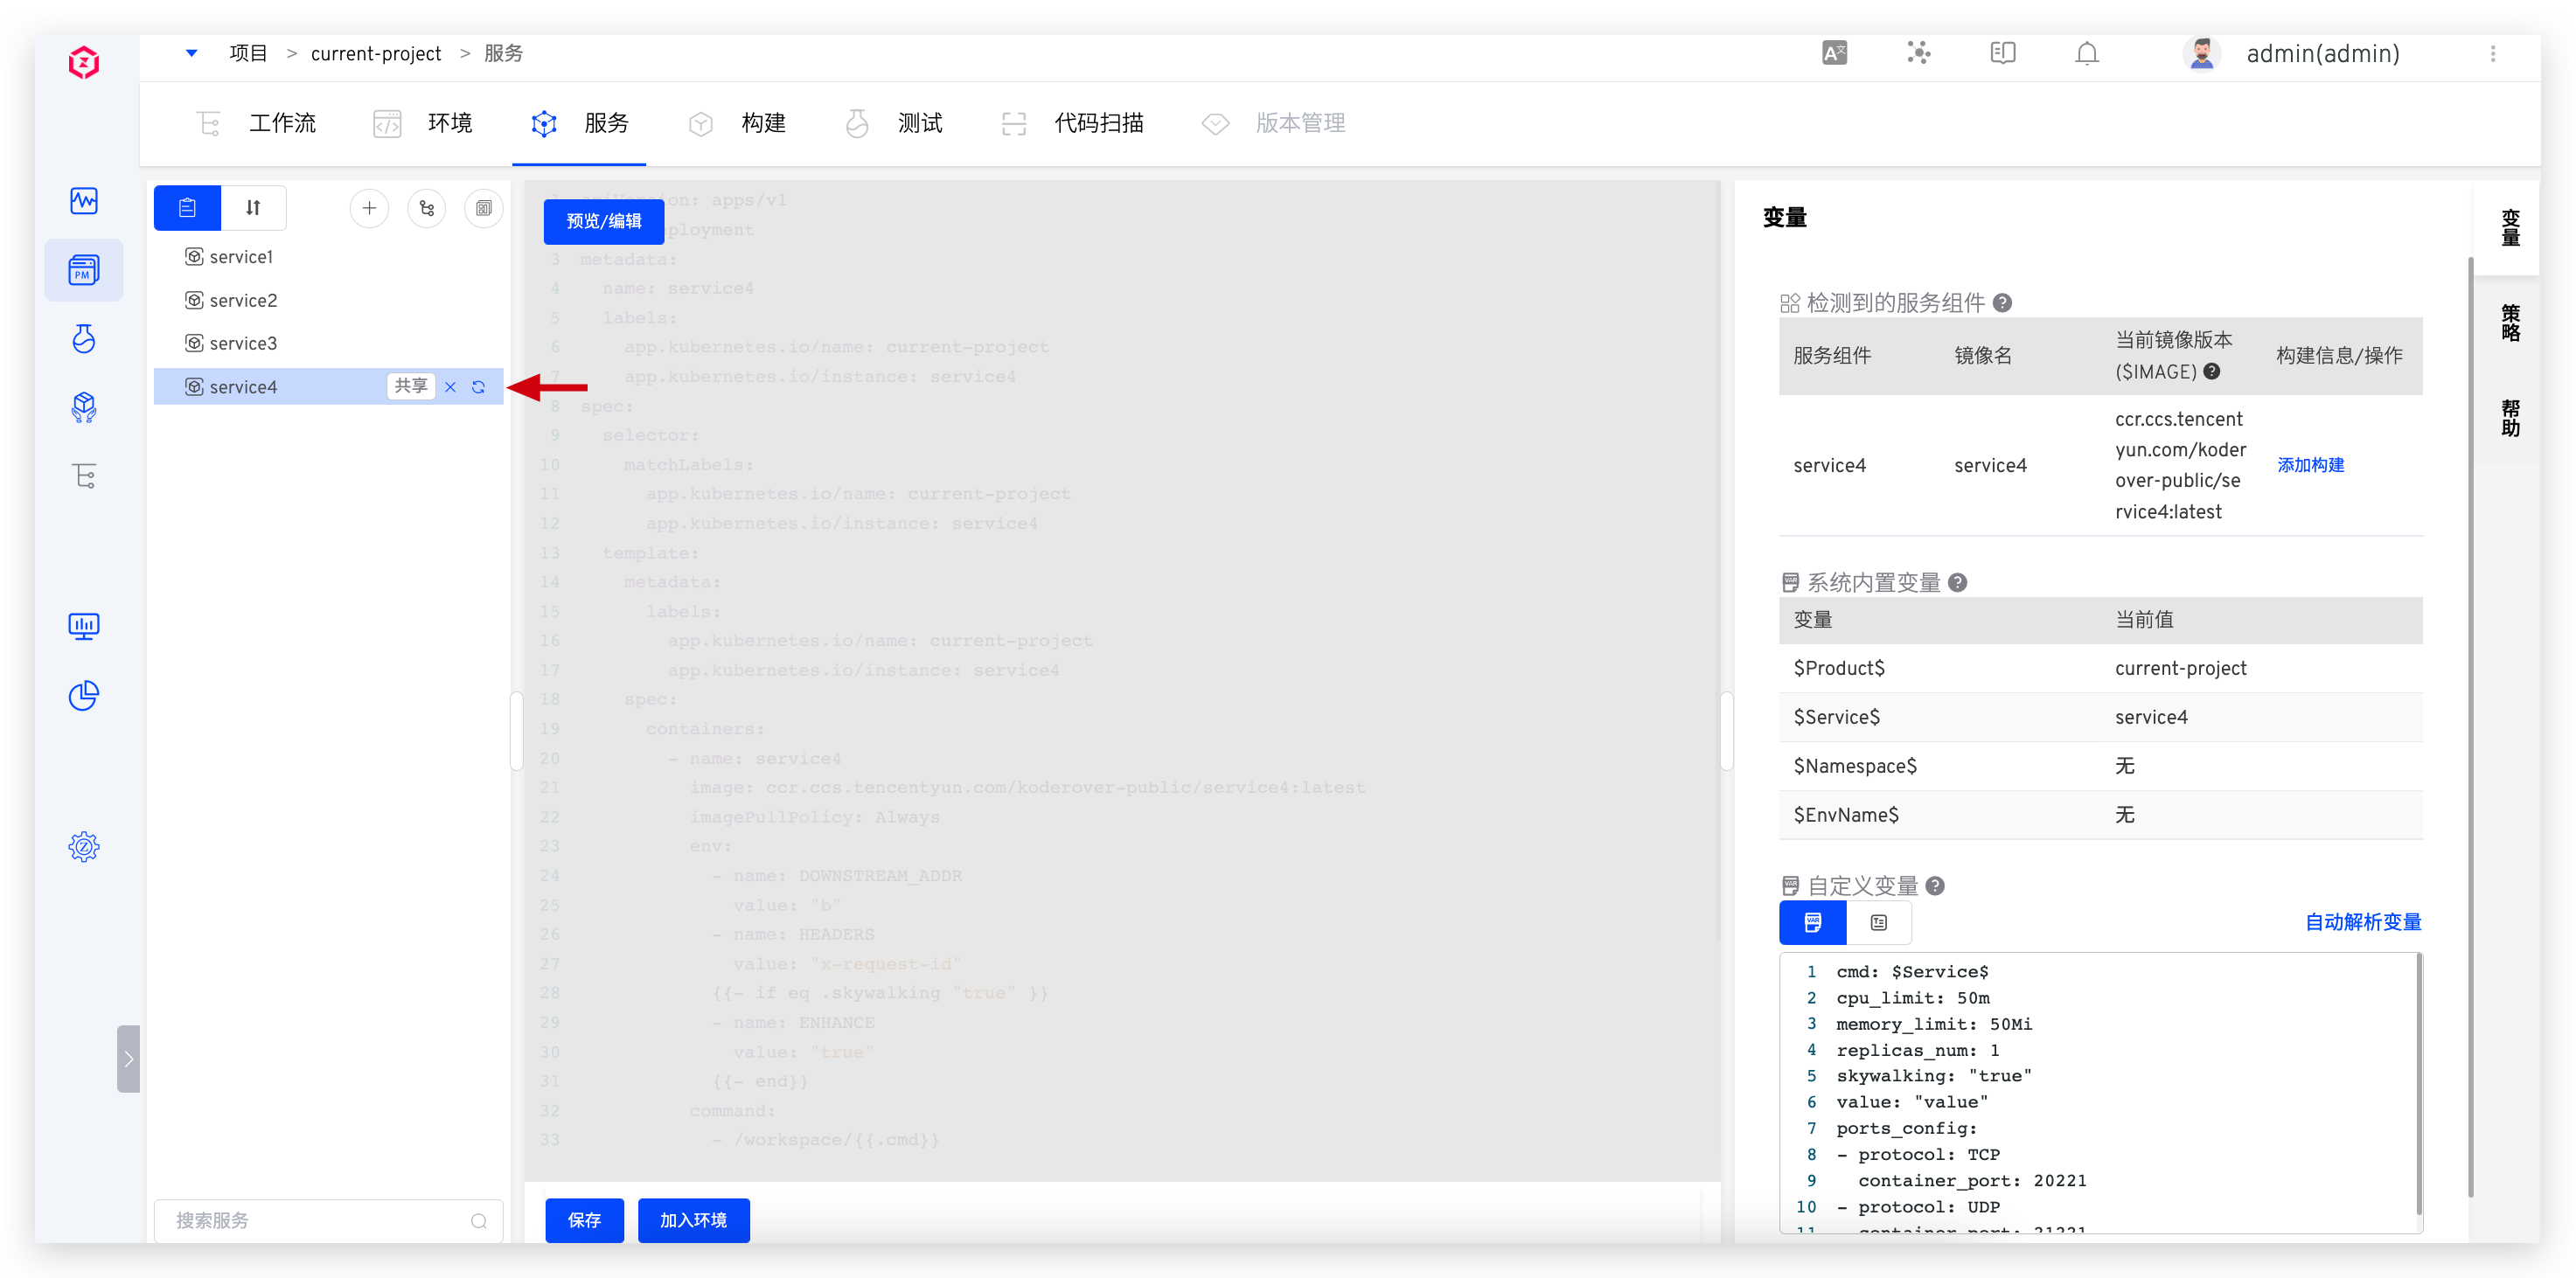 项目 > current-project > 服务
admin(admin)
工作流 环境 服务 构建 测试 代码扫描 版本管理
service1
service2
service3
service4 共享
搜索服务
预览/编辑
apiVersion: apps/v1
ployment
3 metadata:
4 name: service4
5 labels:
6 app.kubernetes.io/name: current-project
7 app.kubernetes.io/instance: service4
8 spec:
9 selector:
10 matchLabels:
11 app.kubernetes.io/name: current-project
12 app.kubernetes.io/instance: service4
13 template:
14 metadata:
15 labels:
16 app.kubernetes.io/name: current-project
17 app.kubernetes.io/instance: service4
18 spec:
19 containers:
20 - name: service4
21 image: ccr.ccs.tencentyun.com/koderover-public/service4:latest
22 imagePullPolicy: Always
23 env:
24 - name: DOWNSTREAM_ADDR
25 value: "b"
26 - name: HEADERS
27 value: "x-request-id"
28 {{- if eq .skywalking "true" }}
29 - name: ENHANCE
30 value: "true"
31 {{- end}}
32 command:
33 - /workspace/{{.cmd}}
保存 加入环境
变量
检测到的服务组件
服务组件 镜像名 当前镜像版本 ($IMAGE) 构建信息/操作
service4 service4 ccr.ccs.tencent
yun.com/koder
over-public/se
rvice4:latest
添加构建
系统内置变量
变量 当前值
$Product$ current-project
$Service$ service4
$Namespace$ 无
$EnvName$ 无
自定义变量
自动解析变量
1 cmd: $Service$
2 cpu_limit: 50m
3 memory_limit: 50Mi
4 replicas_num: 1
5 skywalking: "true"
6 value: "value"
7 ports_config:
8 - protocol: TCP
9 container_port: 20221
10 - protocol: UDP
11 container_port: 21221
变量
策略
帮助